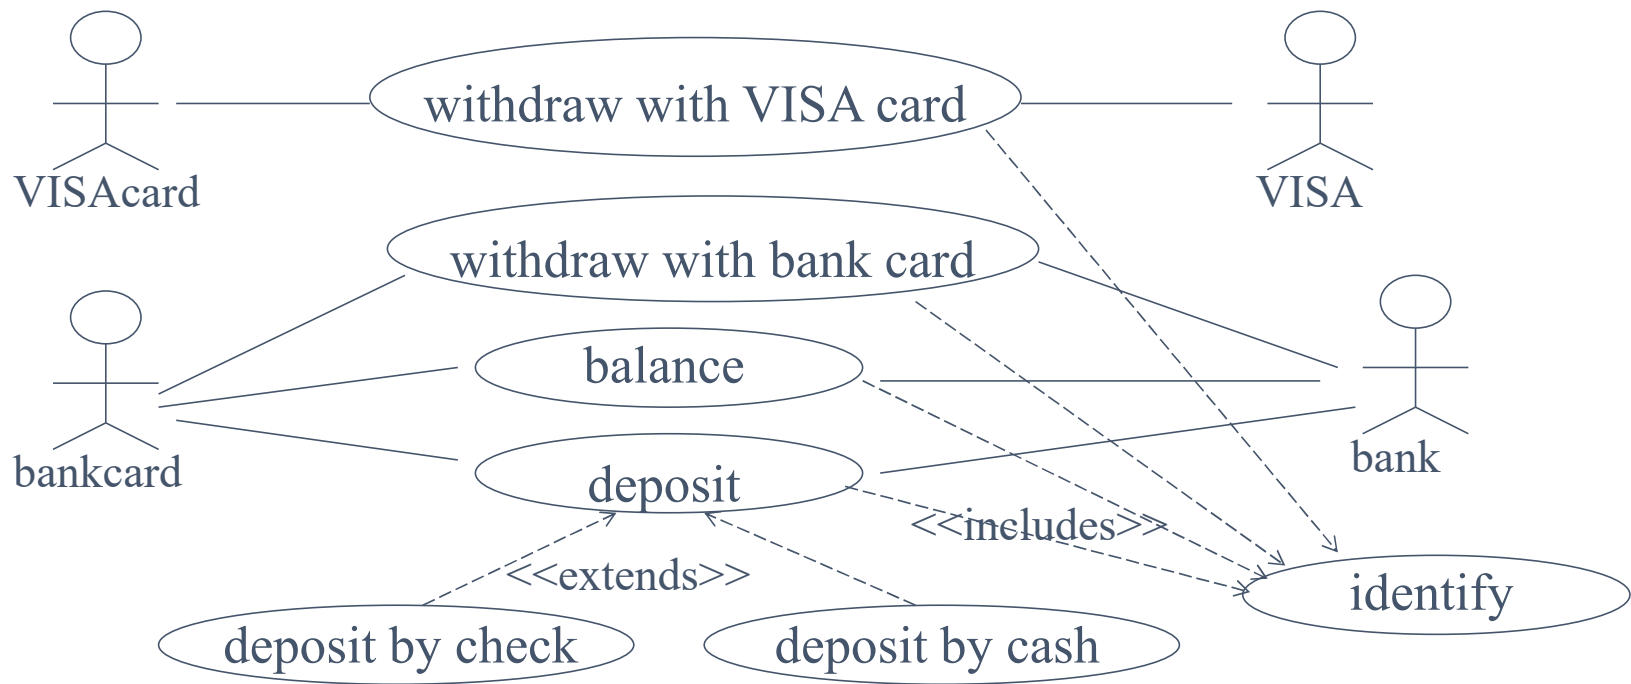 withdraw with VISA card
VISAcard
VISA
withdraw with bank card
balance
bankcard
bank
deposit
<<includes>>
<<extends>>
identify
deposit by check
deposit by cash